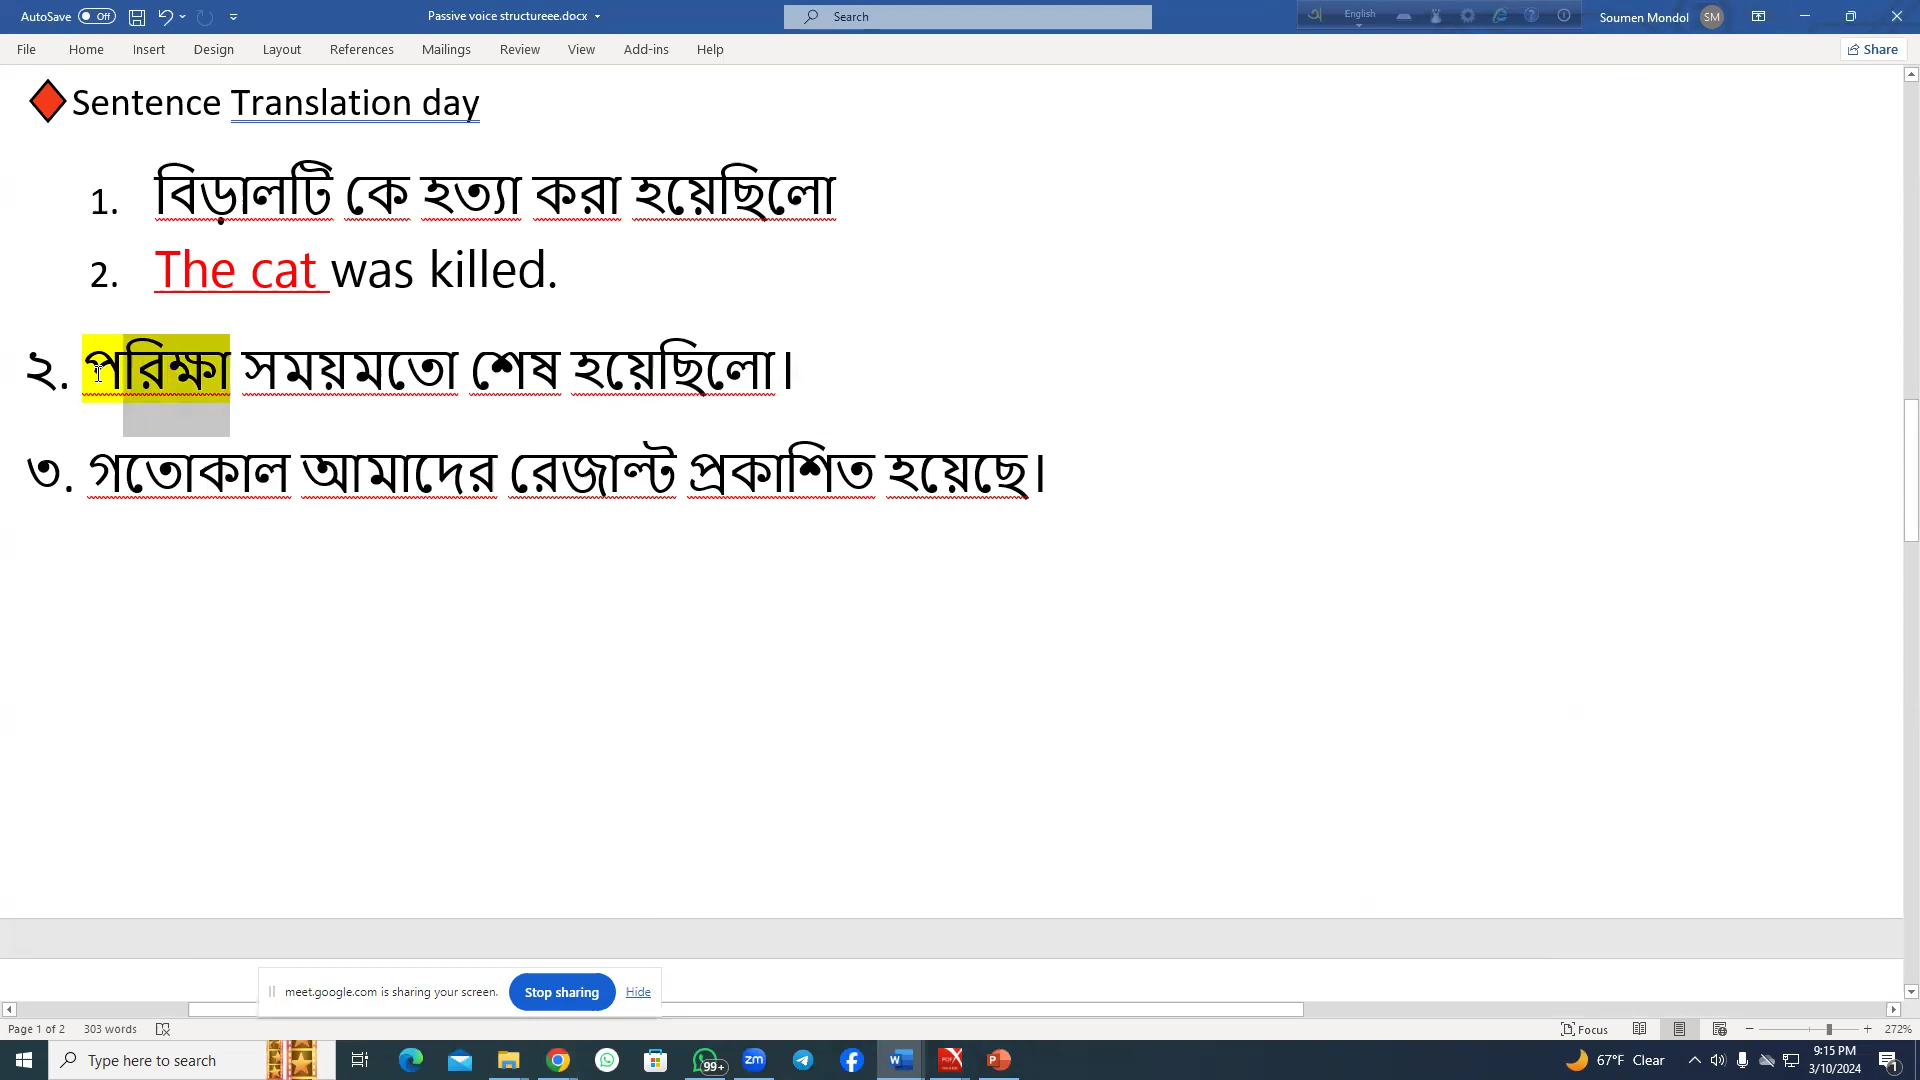 AutoSave Off Passive voice structureee.docx Search English Soumen Mondol SM
File Home Insert Design Layout References Mailings Review View Add-ins Help Share
Sentence Translation day
1. বিড়ালটি কে হত্যা করা হয়েছিলো
2. The cat was killed.
২. পরিক্ষা সময়মতো শেষ হয়েছিলো।
৩. গতোকাল আমাদের রেজাল্ট প্রকাশিত হয়েছে।
meet.google.com is sharing your screen. Stop sharing Hide
Page 1 of 2 303 words Focus 272%
Type here to search 99+ zm 67°F Clear 9:15 PM
3/10/2024